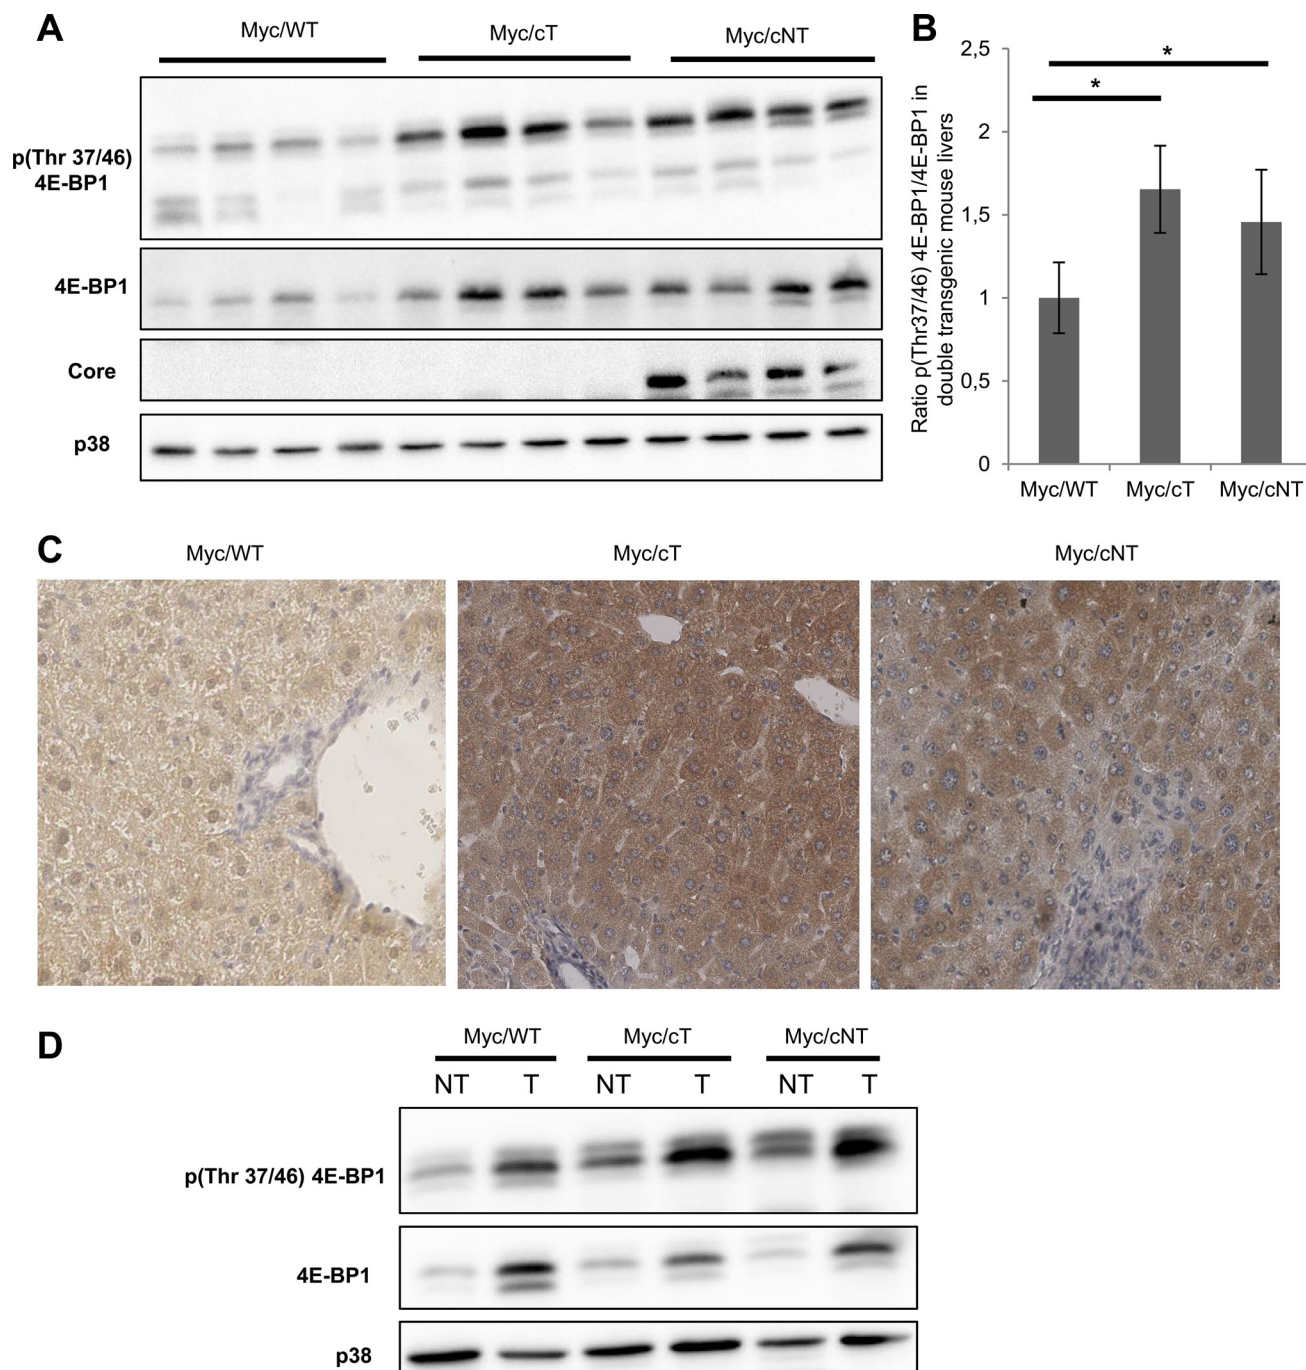 A
Myc/WT
Myc/cT
Myc/cNT
p(Thr 37/46)
4E-BP1
4E-BP1
Core
p38
B
2,5
2
1,5
1
0,5
0
Ratio p(Thr37/46) 4E-BP1/4E-BP1 in
double transgenic mouse livers
*
*
Myc/WT
Myc/cT
Myc/cNT
C
Myc/WT
Myc/cT
Myc/cNT
D
Myc/WT
Myc/cT
Myc/cNT
NT
T
NT
T
NT
T
p(Thr 37/46) 4E-BP1
4E-BP1
p38